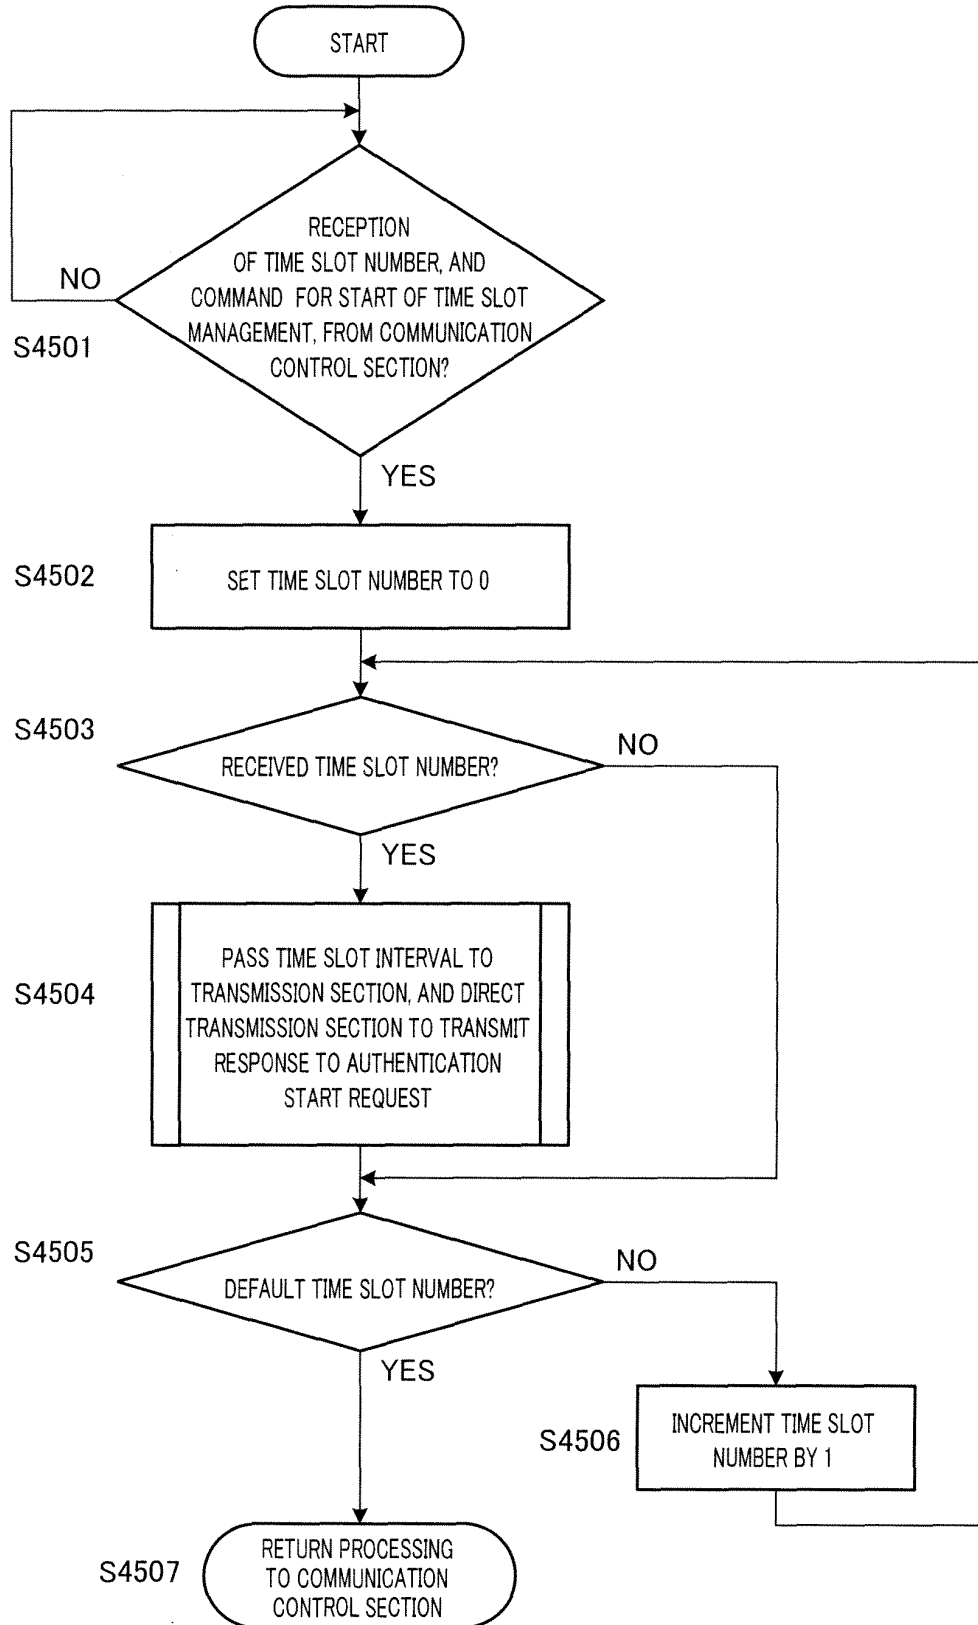 START
RECEPTION
OF TIME SLOT NUMBER, AND
COMMAND FOR START OF TIME SLOT
MANAGEMENT, FROM COMMUNICATION
CONTROL SECTION?
NO
S4501
YES
S4502
SET TIME SLOT NUMBER TO 0
S4503
RECEIVED TIME SLOT NUMBER?
NO
YES
S4504
PASS TIME SLOT INTERVAL TO
TRANSMISSION SECTION, AND DIRECT
TRANSMISSION SECTION TO TRANSMIT
RESPONSE TO AUTHENTICATION
START REQUEST
S4505
DEFAULT TIME SLOT NUMBER?
NO
YES
S4506
INCREMENT TIME SLOT
NUMBER BY 1
S4507
RETURN PROCESSING
TO COMMUNICATION
CONTROL SECTION